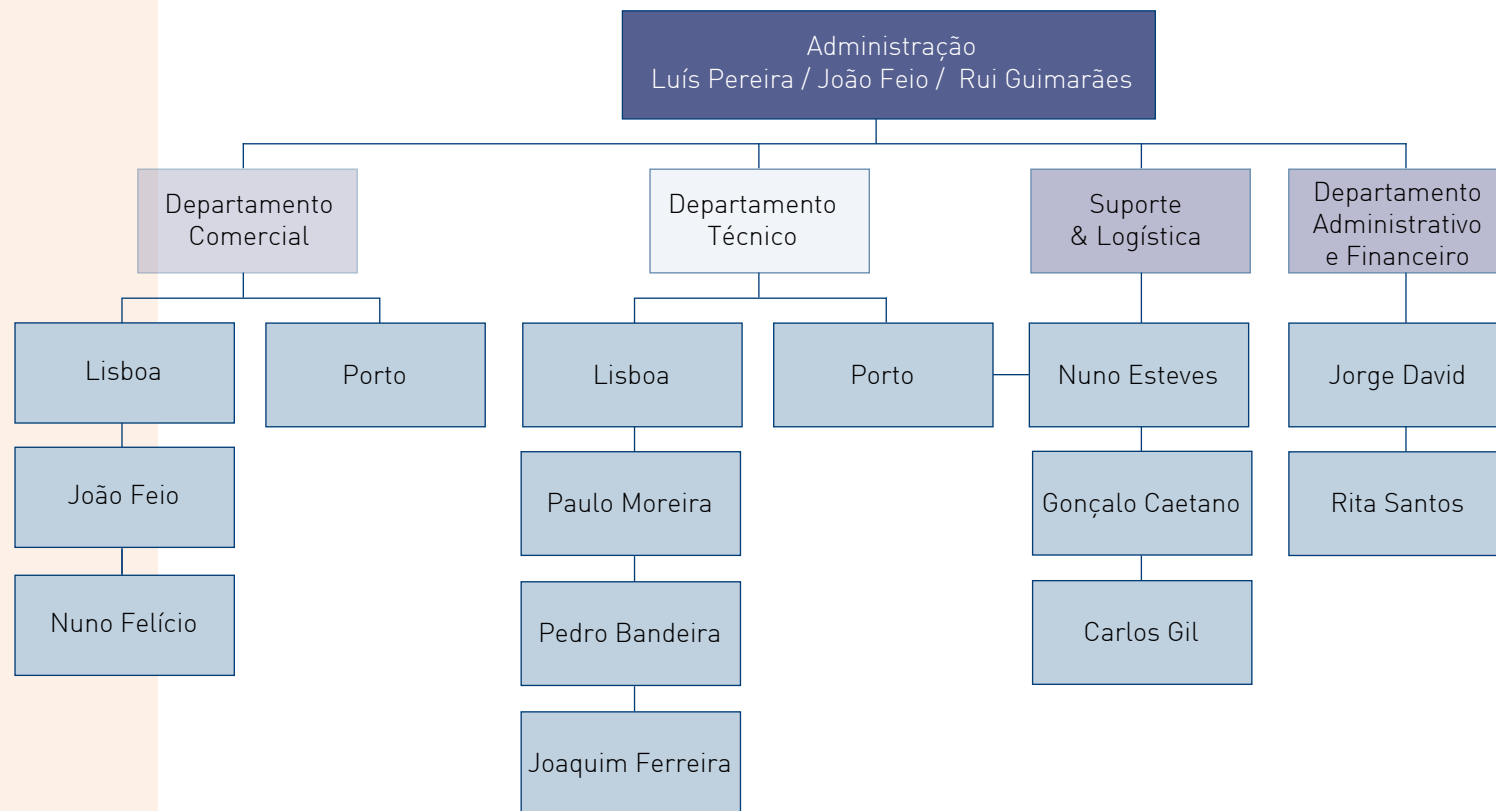 Administração
Luís Pereira / João Feio / Rui Guimarães
Departamento
Comercial
Departamento
Técnico
Suporte
& Logística
Departamento
Administrativo
e Financeiro
Lisboa
Porto
Lisboa
Porto
Nuno Esteves
Jorge David
João Feio
Paulo Moreira
Gonçalo Caetano
Rita Santos
Nuno Felício
Pedro Bandeira
Carlos Gil
Joaquim Ferreira